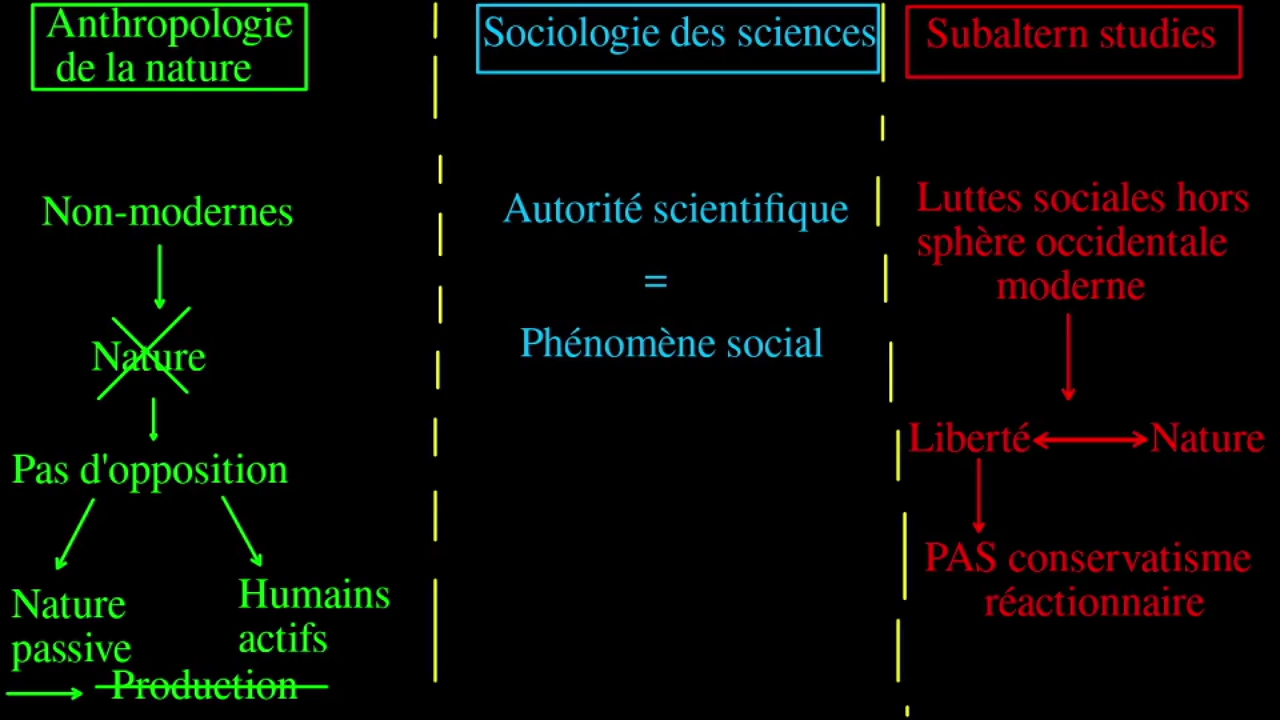 Anthropologie
de la nature
Non-modernes
Nature
Pas d'opposition
Nature
passive
Humains
actifs
Production
Sociologie des sciences
Autorité scientifique
=
Phénomène social
Subaltern studies
Luttes sociales hors
sphère occidentale
moderne
Liberté
Nature
PAS conservatisme
réactionnaire